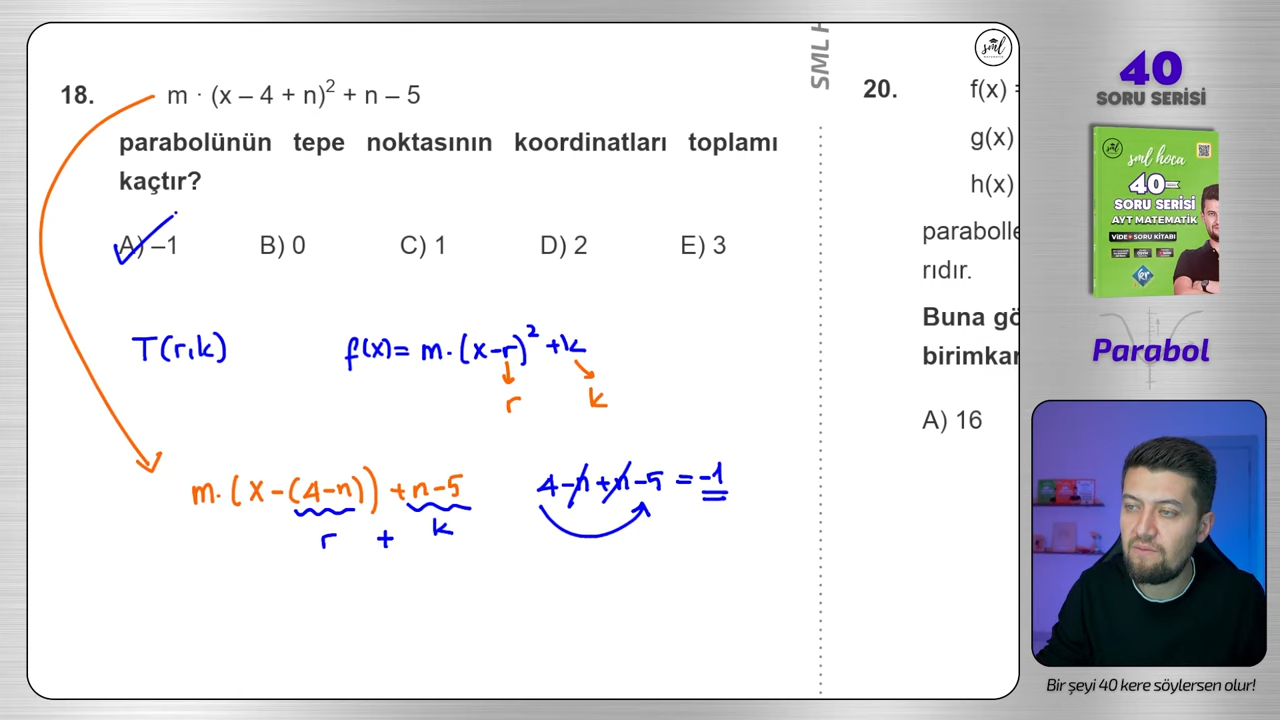 18. m · (x – 4 + n)² + n – 5
parabolünün tepe noktasının koordinatları toplamı
kaçtır?
A) –1 B) 0 C) 1 D) 2 E) 3
T(r,k) f(x) = m·(x-r)² + k
r k
m·(x-(4-n)) + n-5 4-n+n-5 = -1
r + k
SML H
sml
20. f(x) =
g(x)
h(x)
parabolle
rıdır.
Buna gö
birimkar
A) 16
40
SORU SERİSİ
sml hoca
40
SORU SERİSİ
AYT MATEMATİK
VİDEO SORU KİTABI
Parabol
Bir şeyi 40 kere söylersen olur!